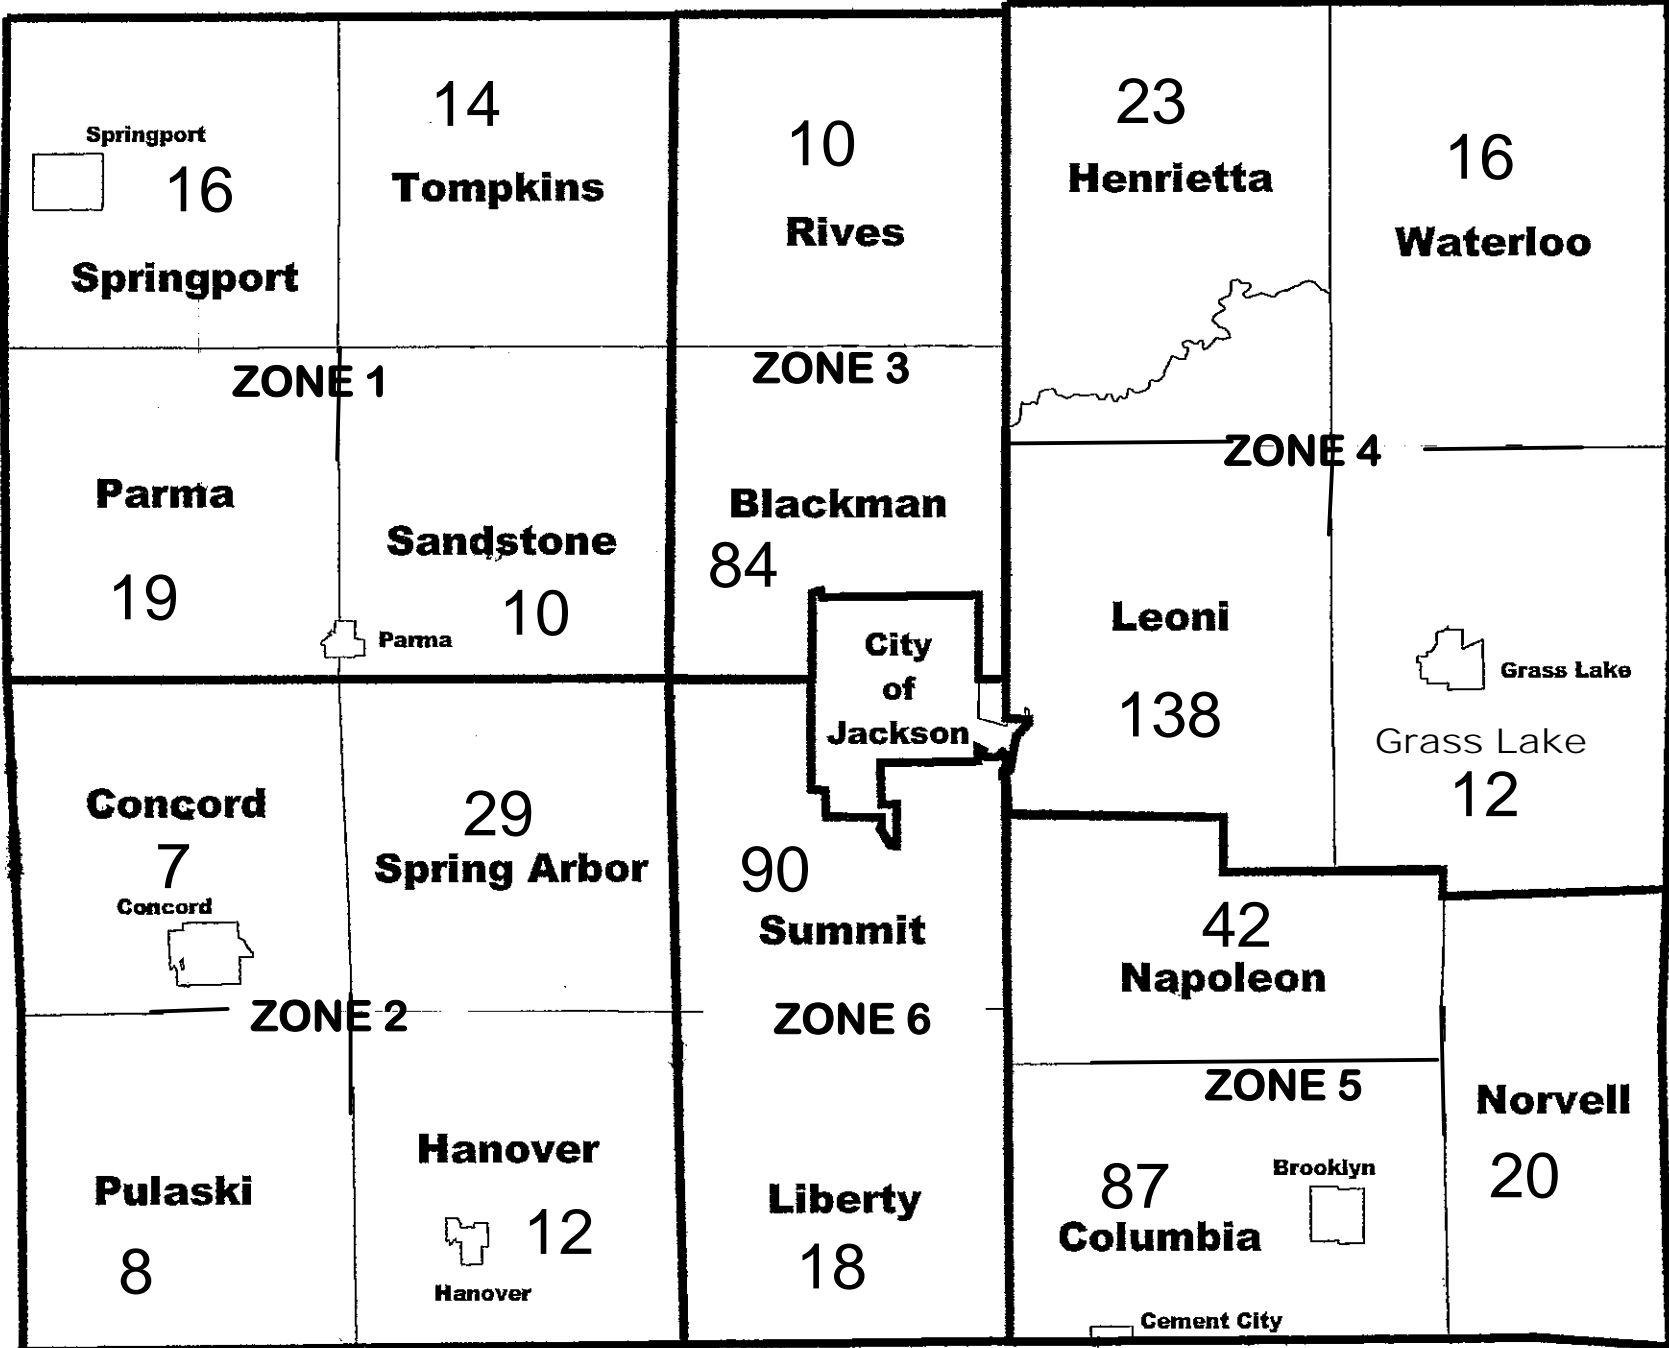 Springport
16
Springport
14
Tompkins
10
Rives
23
Henrietta
16
Waterloo
ZONE 1
Parma
19
Sandstone
10
Parma
ZONE 3
Blackman
84
City
of
Jackson
ZONE 4
Leoni
138
Grass Lake
Grass Lake
12
Concord
7
Concord
29
Spring Arbor
ZONE 2
Pulaski
8
Hanover
12
Hanover
90
Summit
ZONE 6
Liberty
18
42
Napoleon
ZONE 5
87
Columbia
Brooklyn
Cement City
Norvell
20